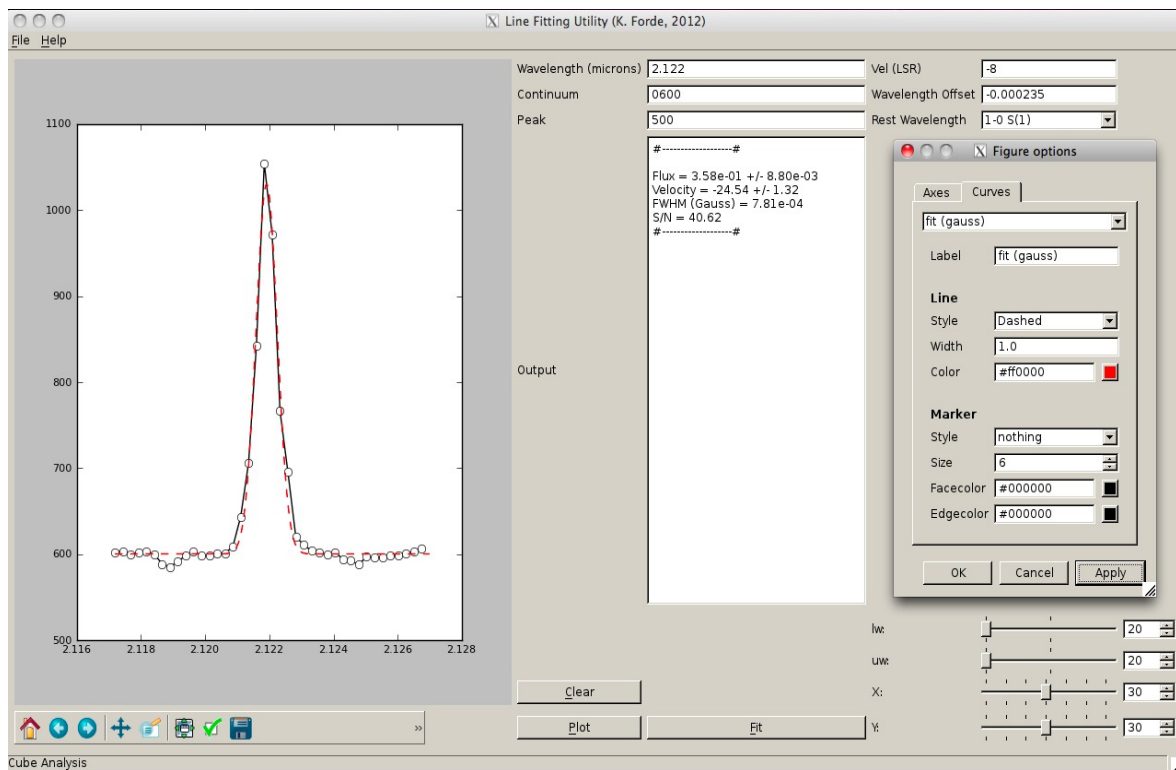 X Line Fitting Utility (K. Forde, 2012)
File Help
Wavelength (microns) 2.122 Vel (LSR) -8
Continuum 0600 Wavelength Offset -0.000235
Peak 500 Rest Wavelength 1-0 S(1)
1100
1000
900
800
700
600
500
2.116 2.118 2.120 2.122 2.124 2.126 2.128
Output
#-------------------#
Flux = 3.58e-01 +/- 8.80e-03
Velocity = -24.54 +/- 1.32
FWHM (Gauss) = 7.81e-04
S/N = 40.62
#-------------------#
X Figure options
Axes Curves
fit (gauss)
Label fit (gauss)
Line
Style Dashed
Width 1.0
Color #ff0000
Marker
Style nothing
Size 6
Facecolor #000000
Edgecolor #000000
OK Cancel Apply
lw: 20
uw: 20
Clear X: 30
Plot Fit Y: 30
»
Cube Analysis